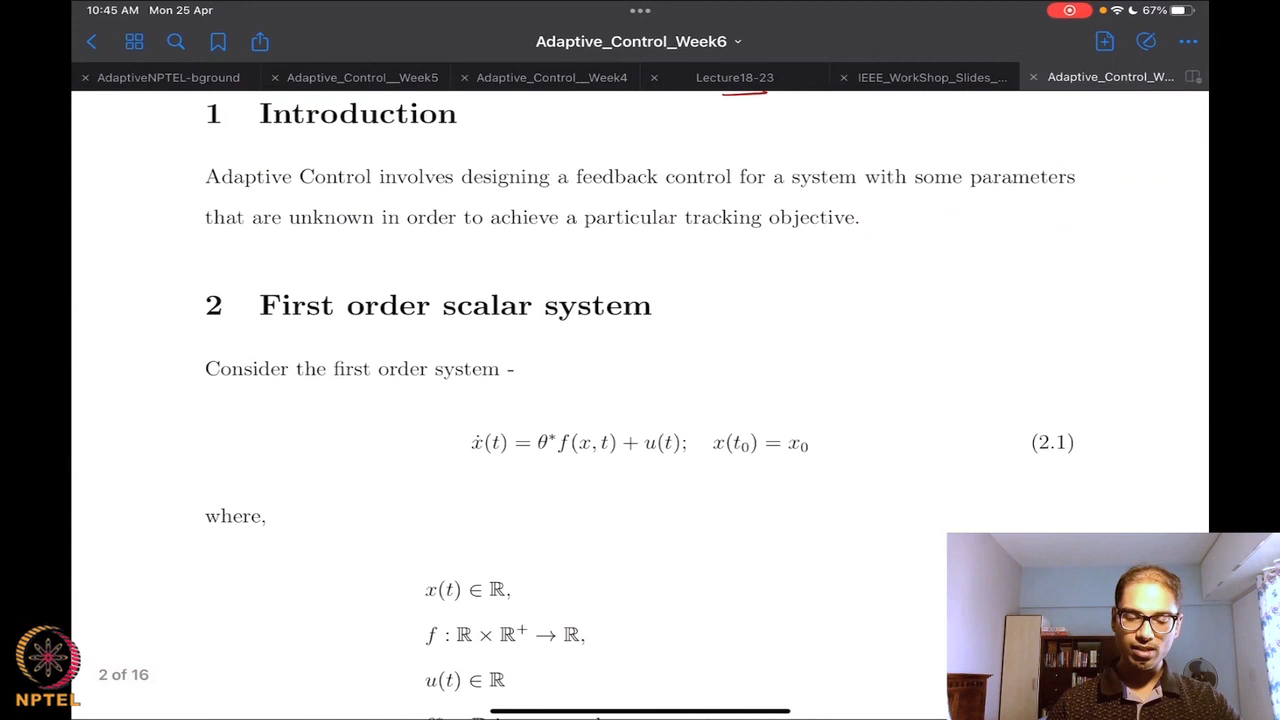 10:45 AM Mon 25 Apr
67%
Adaptive_Control_Week6
AdaptiveNPTEL-bground
Adaptive_Control__Week5
Adaptive_Control__Week4
Lecture18-23
IEEE_WorkShop_Slides_...
Adaptive_Control_W...
1 Introduction
Adaptive Control involves designing a feedback control for a system with some parameters
that are unknown in order to achieve a particular tracking objective.
2 First order scalar system
Consider the first order system -
ẋ(t) = θ*f(x, t) + u(t); x(t₀) = x₀ (2.1)
where,
x(t) ∈ ℝ,
f : ℝ × ℝ⁺ → ℝ,
u(t) ∈ ℝ
2 of 16
NPTEL